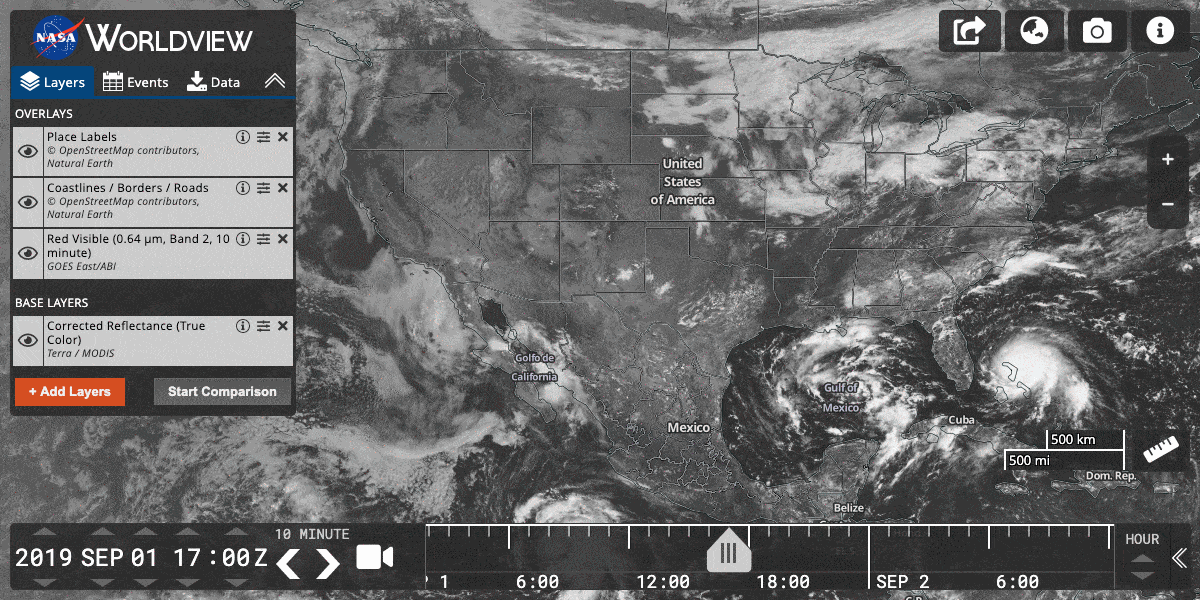 NASA WORLDVIEW
Layers Events Data
OVERLAYS
Place Labels
© OpenStreetMap contributors,
Natural Earth
Coastlines / Borders / Roads
© OpenStreetMap contributors,
Natural Earth
Red Visible (0.64 µm, Band 2, 10
minute)
GOES East/ABI
BASE LAYERS
Corrected Reflectance (True
Color)
Terra / MODIS
+ Add Layers Start Comparison
United
States
of America
Golfo de
California
Gulf of
Mexico
Mexico
Cuba
500 km
500 mi
Dom. Rep.
Belize
10 MINUTE
2019 SEP 01 17:00Z
1 6:00 12:00 18:00 SEP 2 6:00
HOUR